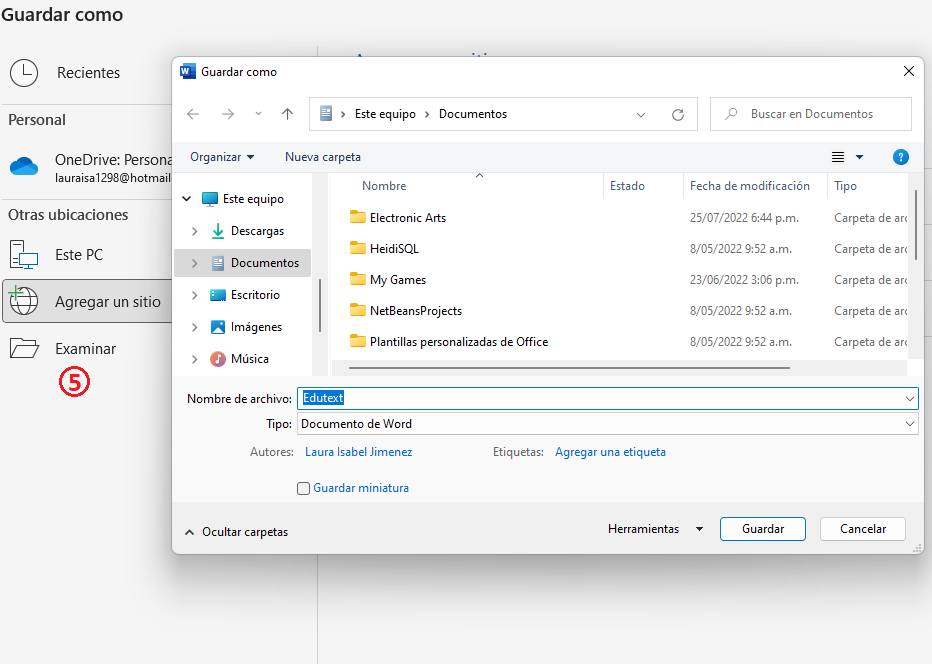 Guardar como
Recientes
Personal
OneDrive: Persona
lauraisa1298@hotmail
Otras ubicaciones
Este PC
Agregar un sitio
Examinar
5
Guardar como
Este equipo > Documentos
Buscar en Documentos
Organizar
Nueva carpeta
?
Este equipo
Descargas
Documentos
Escritorio
Imágenes
Música
Nombre Estado Fecha de modificación Tipo
Electronic Arts 25/07/2022 6:44 p.m. Carpeta de arc
HeidiSQL 8/05/2022 9:52 a.m. Carpeta de arc
My Games 23/06/2022 3:06 p.m. Carpeta de arc
NetBeansProjects 8/05/2022 9:52 a.m. Carpeta de arc
Plantillas personalizadas de Office 8/05/2022 9:52 a.m. Carpeta de arc
Nombre de archivo: Edutext
Tipo: Documento de Word
Autores: Laura Isabel Jimenez Etiquetas: Agregar una etiqueta
Guardar miniatura
Ocultar carpetas
Herramientas
Guardar
Cancelar